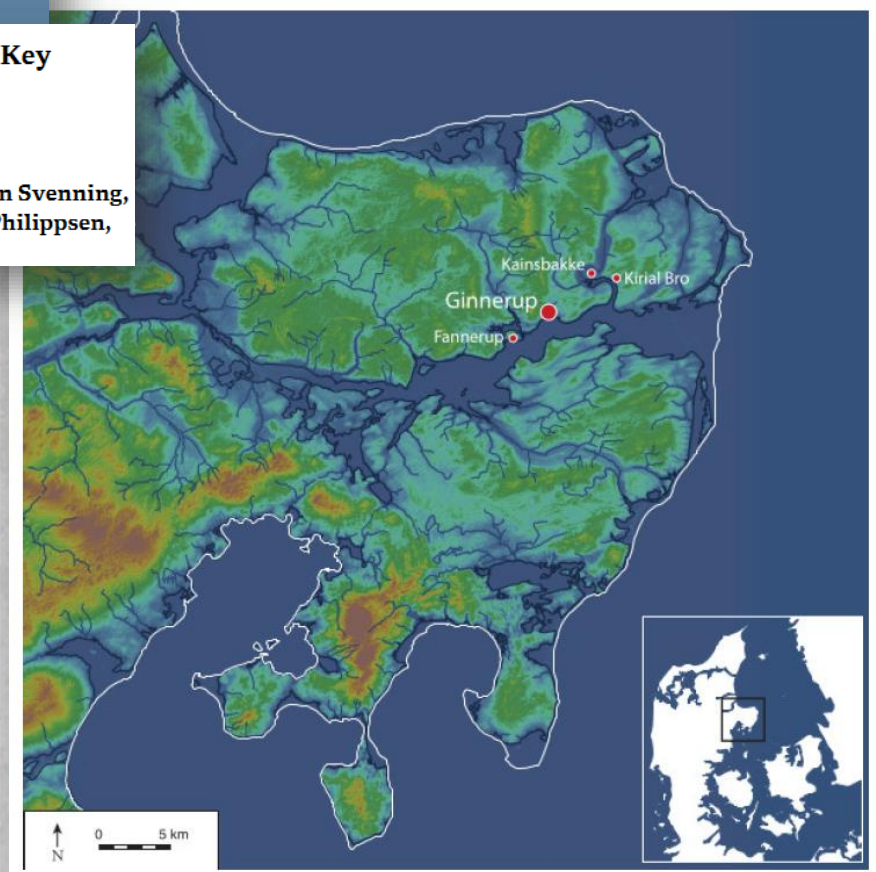 Key
n Svenning,
Philippsen,
Kainsbakke
Kirial Bro
Ginnerup
Fannerup
0 5 km
N